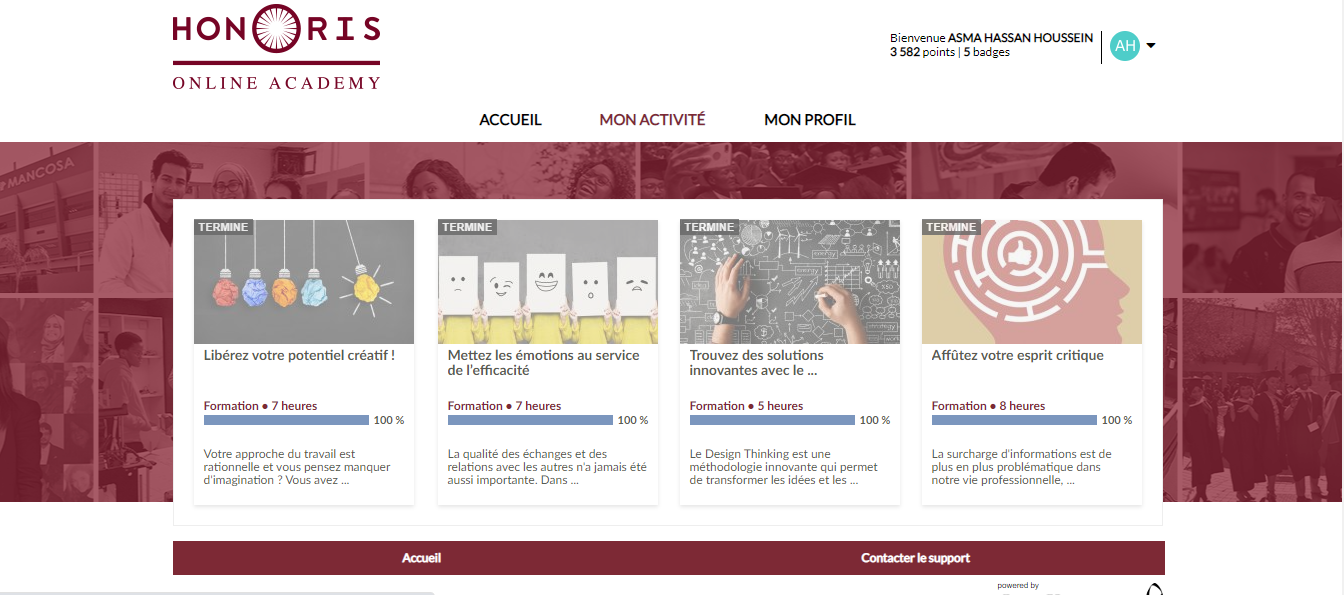 HONORIS
ONLINE ACADEMY
Bienvenue ASMA HASSAN HOUSSEIN
3 582 points | 5 badges
AH
ACCUEIL
MON ACTIVITÉ
MON PROFIL
MANCOSA
TERMINE
TERMINE
TERMINE
TERMINE
Libérez votre potentiel créatif !
Mettez les émotions au service
de l'efficacité
Trouvez des solutions
innovantes avec le ...
Affûtez votre esprit critique
Formation • 7 heures
100 %
Formation • 7 heures
100 %
Formation • 5 heures
100 %
Formation • 8 heures
100 %
Votre approche du travail est
rationnelle et vous pensez manquer
d'imagination ? Vous avez ...
La qualité des échanges et des
relations avec les autres n'a jamais été
aussi importante. Dans ...
Le Design Thinking est une
méthodologie innovante qui permet
de transformer les idées et les ...
La surcharge d'informations est de
plus en plus problématique dans
notre vie professionnelle, ...
Accueil
Contacter le support
powered by